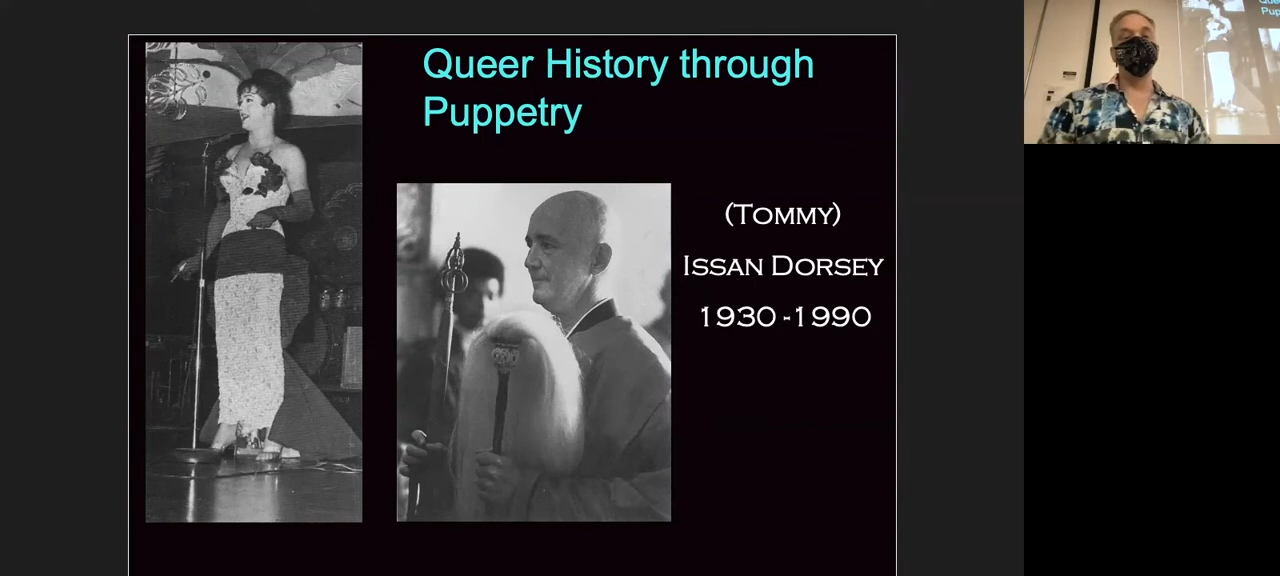 Queer History through
Puppetry
(Tommy)
Issan Dorsey
1930 -1990